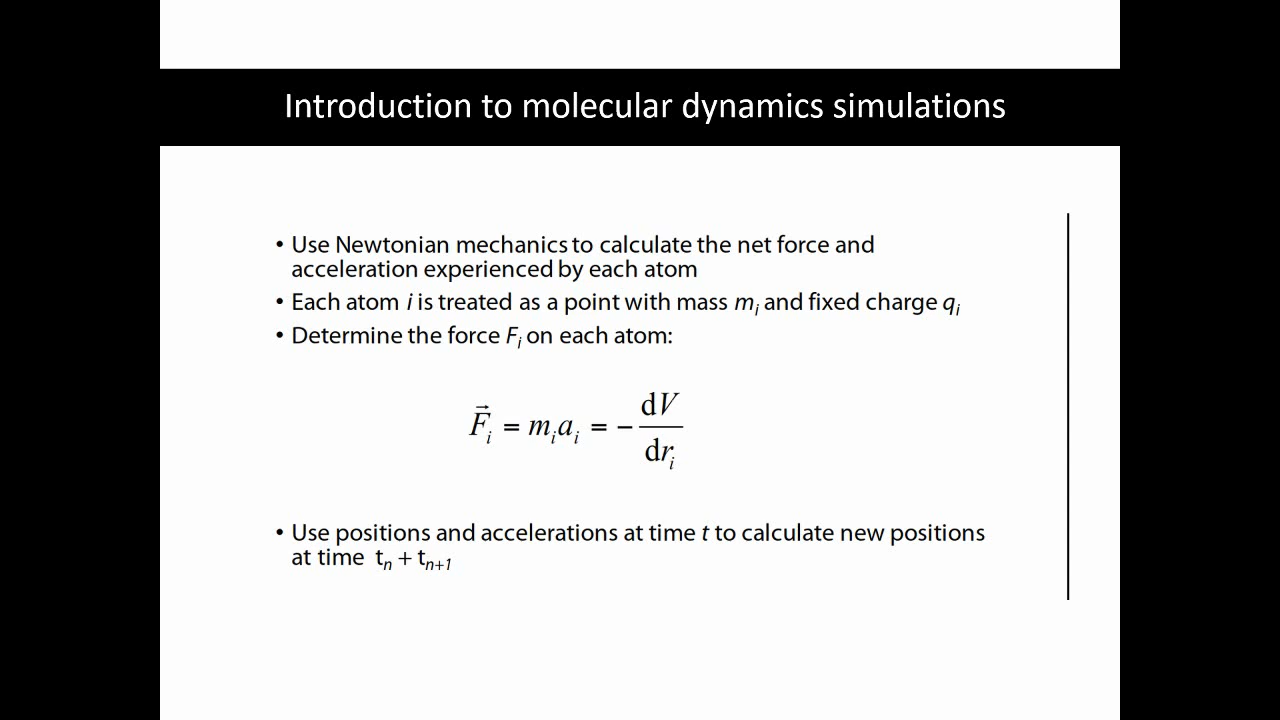 Introduction to molecular dynamics simulations
• Use Newtonian mechanics to calculate the net force and
acceleration experienced by each atom
• Each atom i is treated as a point with mass mᵢ and fixed charge qᵢ
• Determine the force Fᵢ on each atom:
F⃗ᵢ = mᵢaᵢ = − dV/drᵢ
• Use positions and accelerations at time t to calculate new positions
at time tₙ + tₙ₊₁